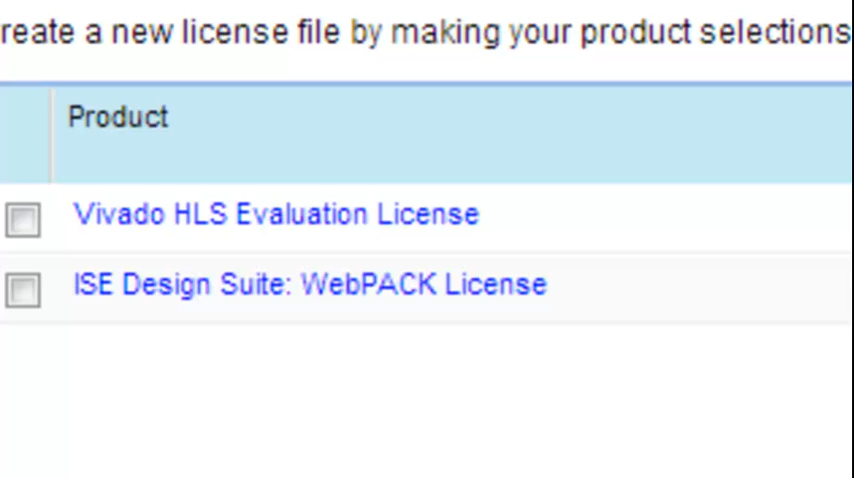 reate a new license file by making your product selections
Product
Vivado HLS Evaluation License
ISE Design Suite: WebPACK License